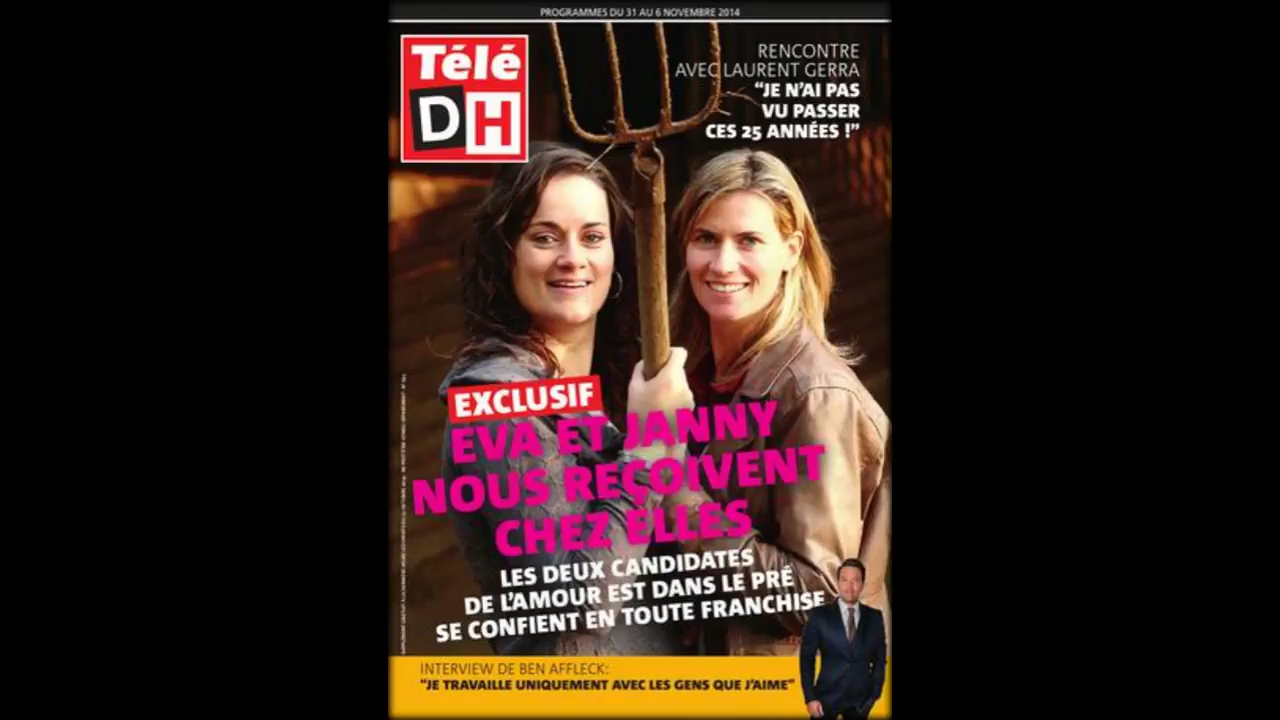 PROGRAMMES DU 31 AU 6 NOVEMBRE 2014
Télé
DH
RENCONTRE
AVEC LAURENT GERRA
“JE N’AI PAS
VU PASSER
CES 25 ANNÉES !”
EXCLUSIF
EVA ET JANNY
NOUS REÇOIVENT
CHEZ ELLES
LES DEUX CANDIDATES
DE L’AMOUR EST DANS LE PRÉ
SE CONFIENT EN TOUTE FRANCHISE
INTERVIEW DE BEN AFFLECK:
“JE TRAVAILLE UNIQUEMENT AVEC LES GENS QUE J’AIME”